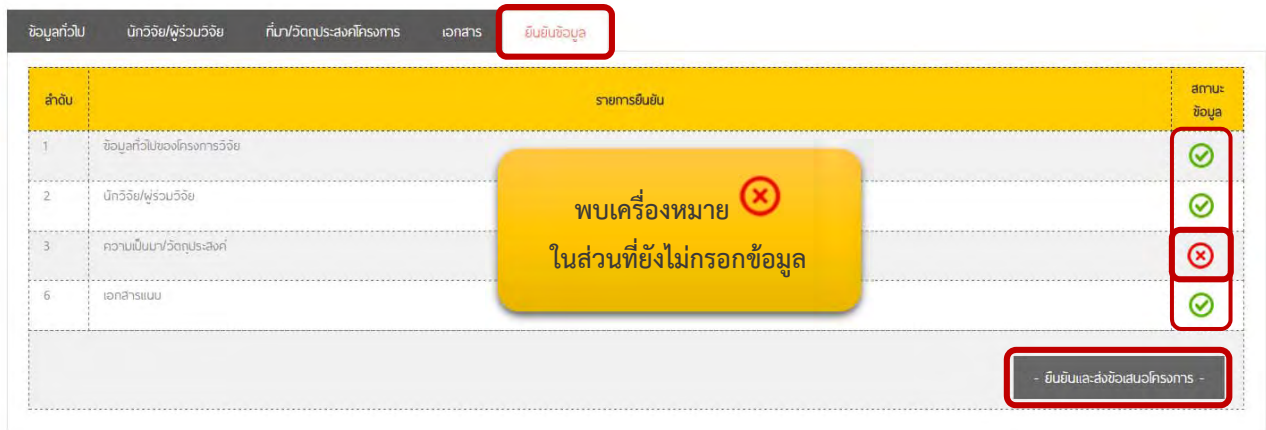 ข้อมูลทั่วไป นักวิจัย/ผู้ร่วมวิจัย ที่มา/วัตถุประสงค์โครงการ เอกสาร ยืนยันข้อมูล
ลำดับ รายการยืนยัน สถานะ
ข้อมูล
1 ข้อมูลทั่วไปของโครงการวิจัย
2 นักวิจัย/ผู้ร่วมวิจัย
3 ความเป็นมา/วัตถุประสงค์
6 เอกสารแนบ
พบเครื่องหมาย
ในส่วนที่ยังไม่กรอกข้อมูล
- ยืนยันและส่งข้อเสนอโครงการ -